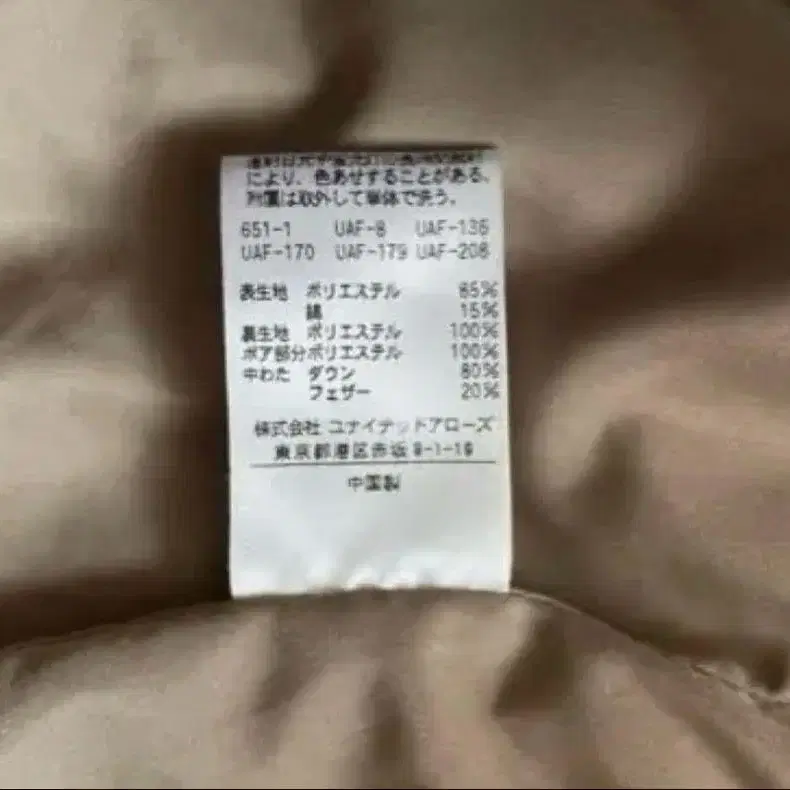 により、色あせすることがある。
附属は取外して単体で洗う。
651-1 UAF-8 UAF-136
UAF-170 UAF-179 UAF-208
表生地 ポリエステル 85%
綿 15%
裏生地 ポリエステル 100%
ボア部分 ポリエステル 100%
中わた ダウン 80%
フェザー 20%
株式会社 ユナイテッドアローズ
東京都港区赤坂
中国製